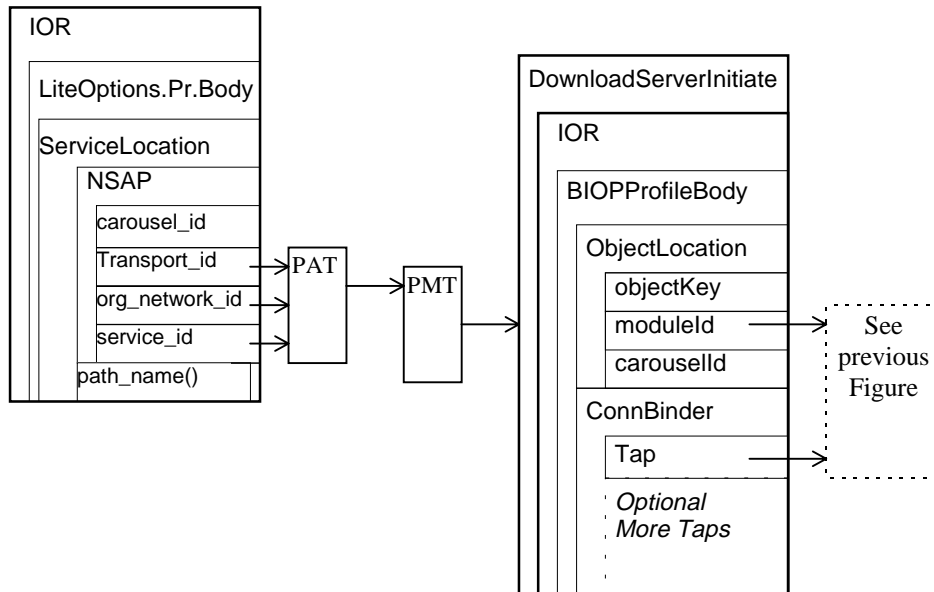 IOR
LiteOptions.Pr.Body
ServiceLocation
NSAP
carousel_id
Transport_id
org_network_id
service_id
path_name()
PAT
PMT
DownloadServerInitiate
IOR
BIOPProfileBody
ObjectLocation
objectKey
moduleId
carouselId
ConnBinder
Tap
Optional
More Taps
See
previous
Figure